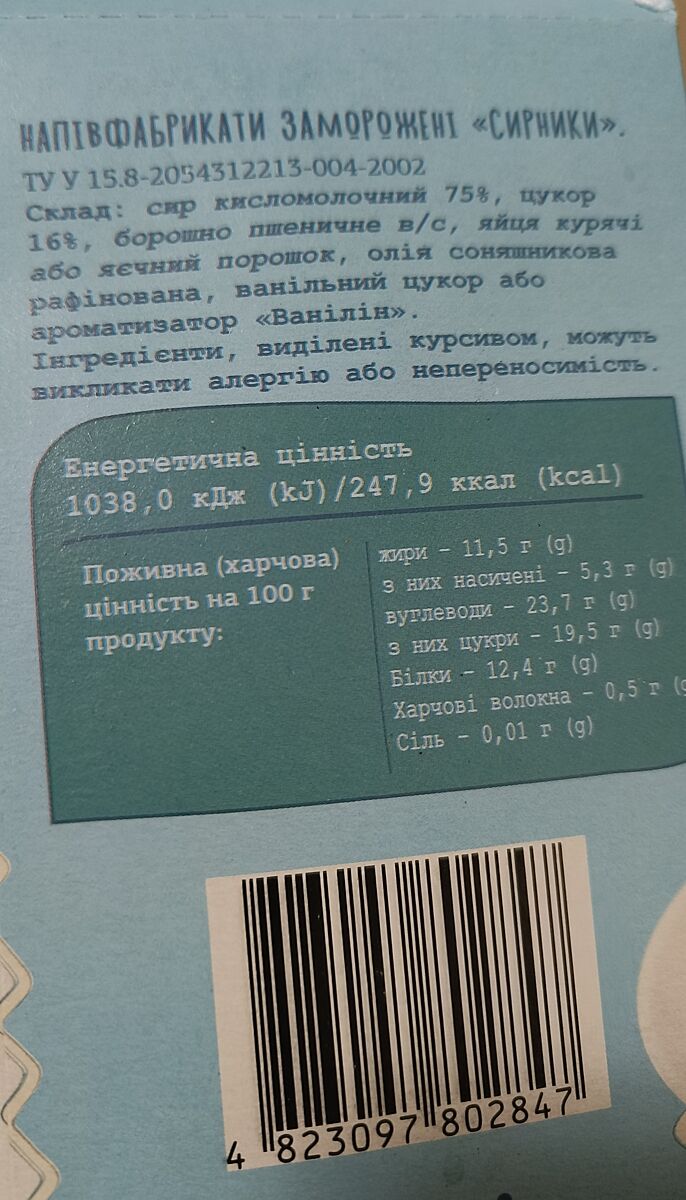 НАПІВФАБРИКАТИ ЗАМОРОЖЕНІ «СИРНИКИ».
ТУ У 15.8-2054312213-004-2002
Склад: сир кисломолочний 75%, цукор
16%, борошно пшеничне в/с, яйця курячі
або яєчний порошок, олія соняшникова
рафінована, ванільний цукор або
ароматизатор «Ванілін».
Інгредієнти, виділені курсивом, можуть
викликати алергію або непереносимість.
Енергетична цінність
1038,0 кДж (kJ)/247,9 ккал (kcal)
Поживна (харчова)
цінність на 100 г
продукту:
жири - 11,5 г (g)
з них насичені - 5,3 г (g)
вуглеводи - 23,7 г (g)
з них цукри - 19,5 г (g)
Білки - 12,4 г (g)
Харчові волокна - 0,5 г (g
Сіль - 0,01 г (g)
4 823097 802847